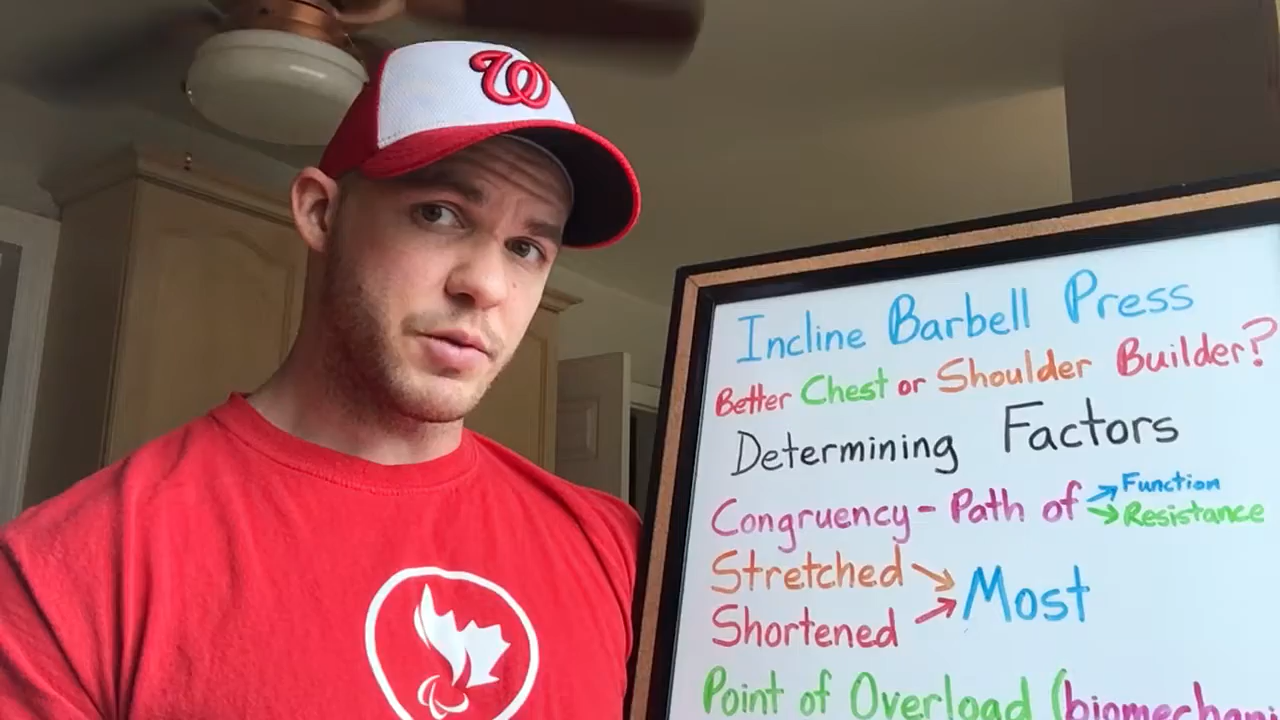 W
Incline Barbell Press
Better Chest or Shoulder Builder?
Determining Factors
Congruency - Path of → Function
→ Resistance
Stretched → Most
Shortened →
Point of Overload (biomechani